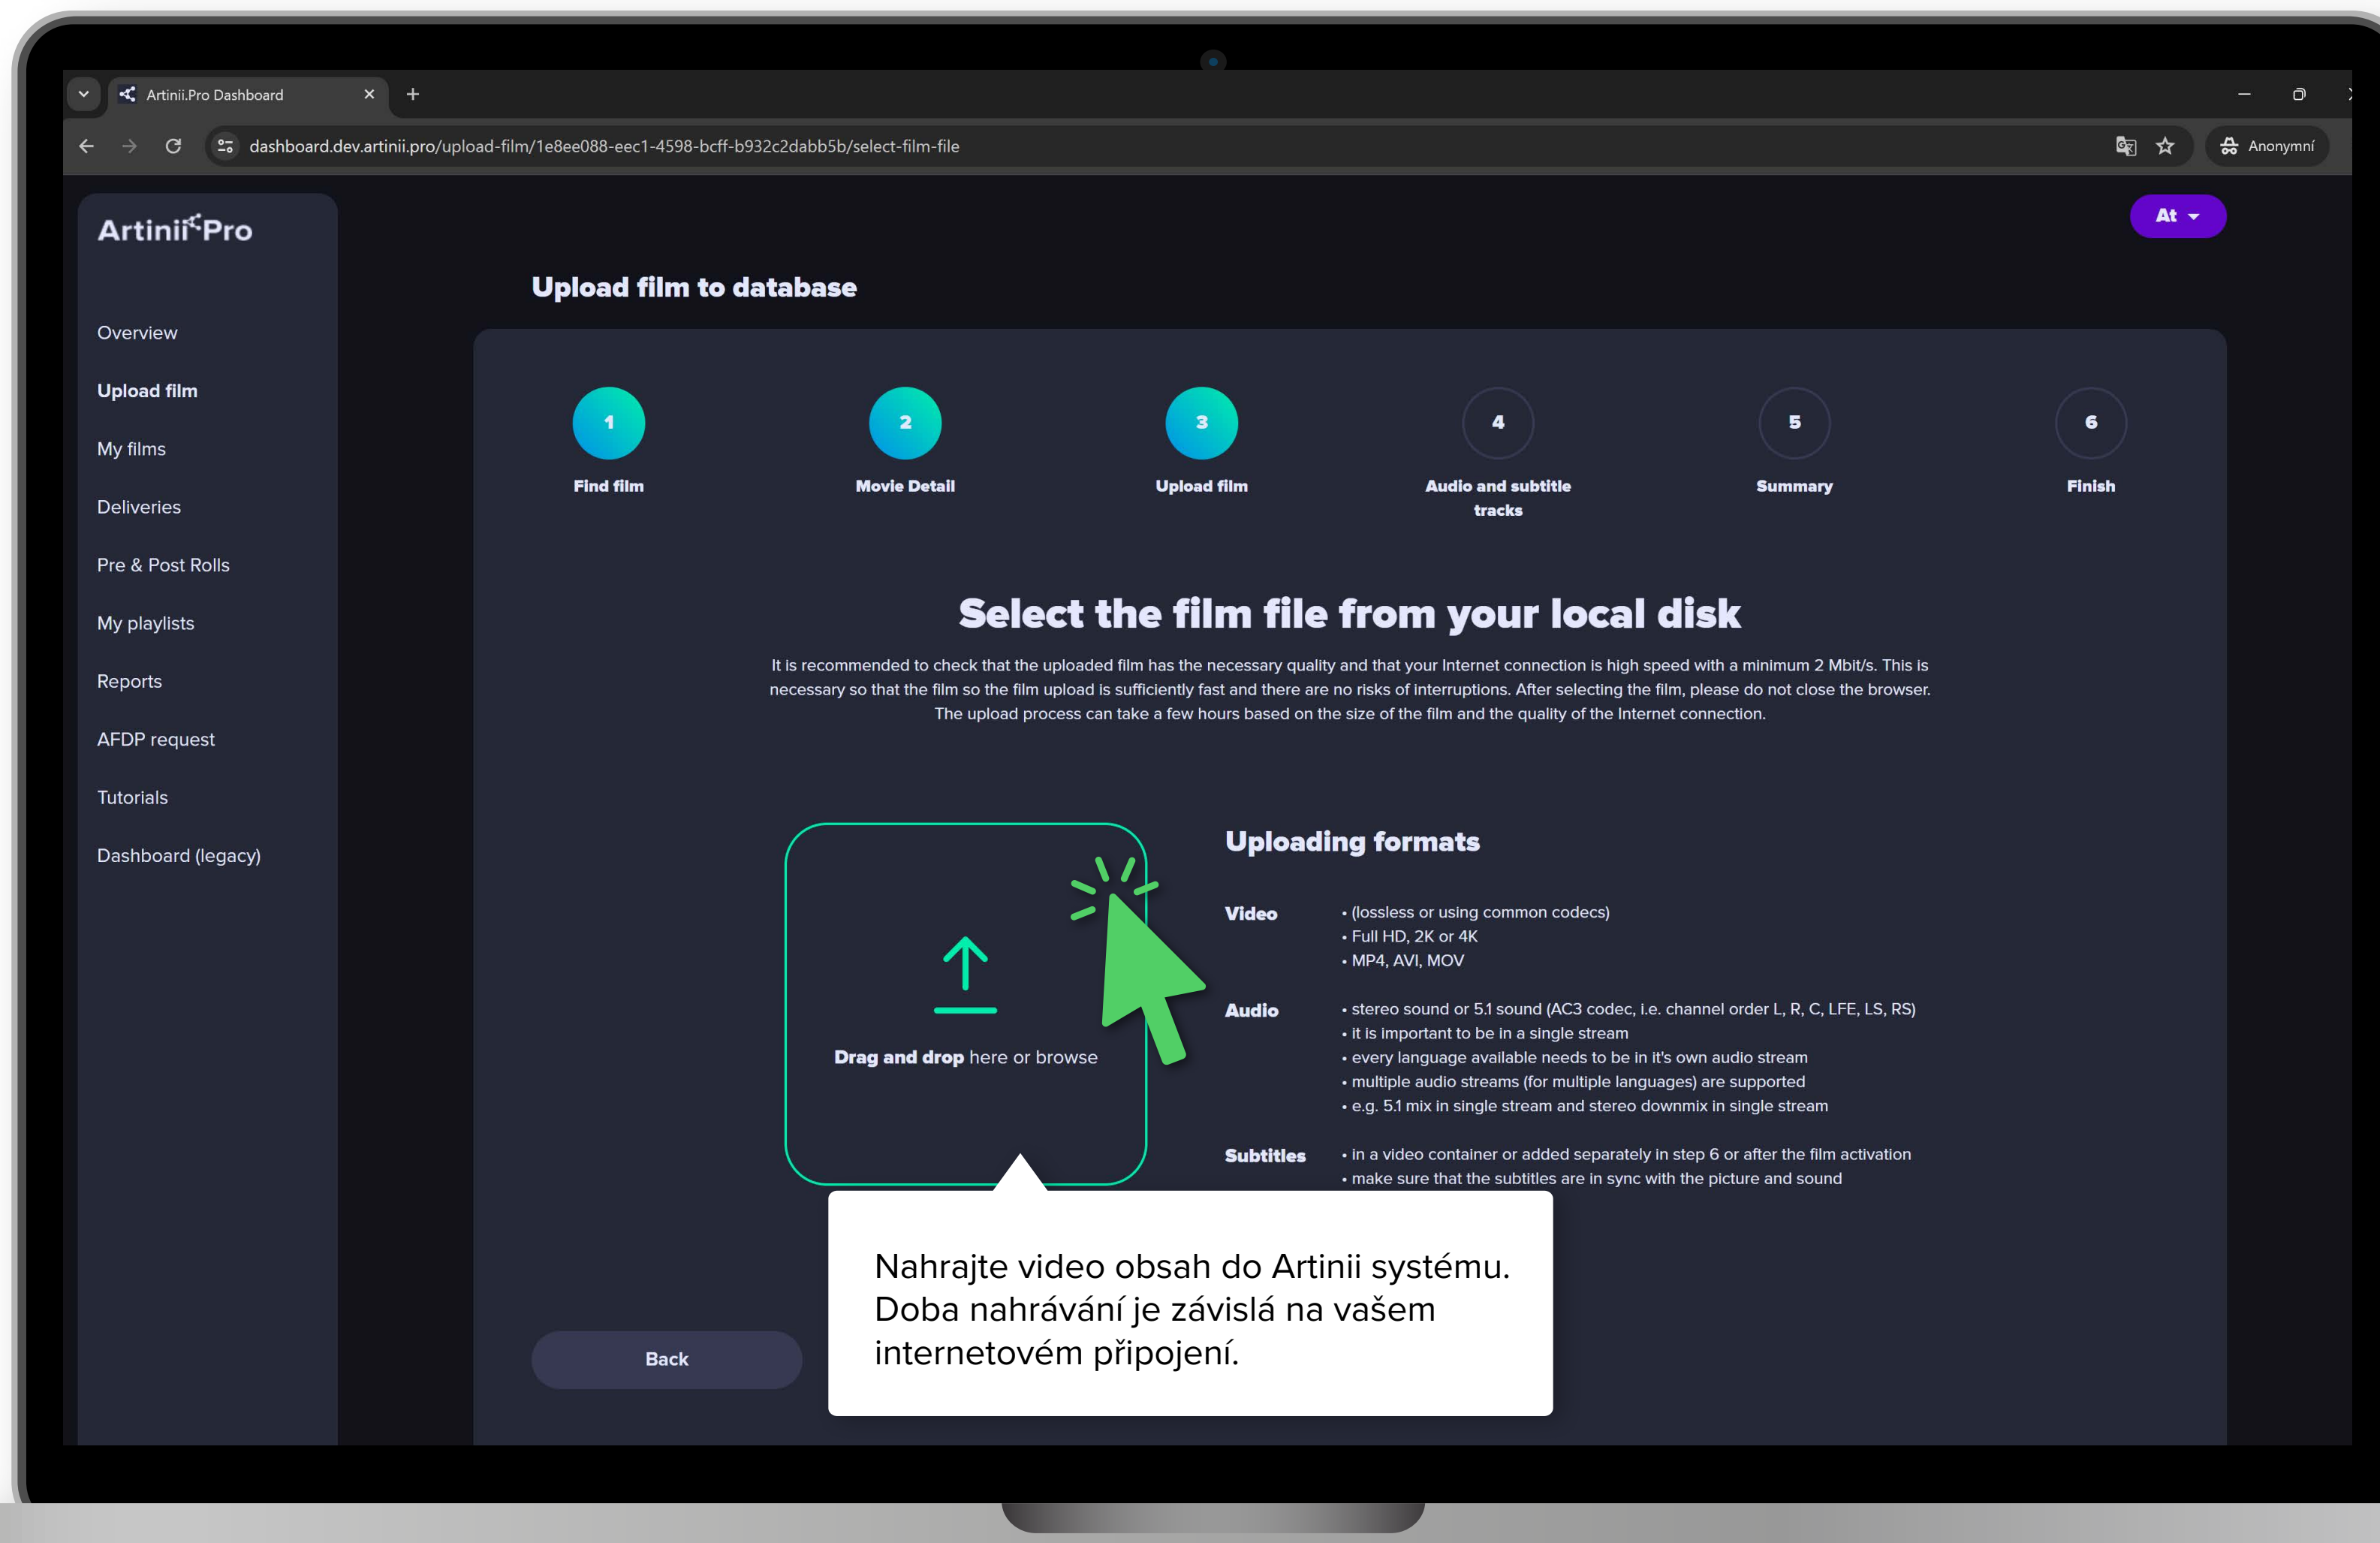 Artinii.Pro Dashboard
dashboard.dev.artinii.pro/upload-film/1e8ee088-eec1-4598-bcff-b932c2dabb5b/select-film-file
Anonymní
Artinii Pro
At
Overview
Upload film
My films
Deliveries
Pre & Post Rolls
My playlists
Reports
AFDP request
Tutorials
Dashboard (legacy)
Upload film to database
1
2
3
4
5
6
Find film
Movie Detail
Upload film
Audio and subtitle
tracks
Summary
Finish
Select the film file from your local disk
It is recommended to check that the uploaded film has the necessary quality and that your Internet connection is high speed with a minimum 2 Mbit/s. This is
necessary so that the film so the film upload is sufficiently fast and there are no risks of interruptions. After selecting the film, please do not close the browser.
The upload process can take a few hours based on the size of the film and the quality of the Internet connection.
Drag and drop here or browse
Uploading formats
Video
• (lossless or using common codecs)
• Full HD, 2K or 4K
• MP4, AVI, MOV
Audio
• stereo sound or 5.1 sound (AC3 codec, i.e. channel order L, R, C, LFE, LS, RS)
• it is important to be in a single stream
• every language available needs to be in it's own audio stream
• multiple audio streams (for multiple languages) are supported
• e.g. 5.1 mix in single stream and stereo downmix in single stream
Subtitles
• in a video container or added separately in step 6 or after the film activation
• make sure that the subtitles are in sync with the picture and sound
Nahrajte video obsah do Artinii systému.
Doba nahrávání je závislá na vašem
internetovém připojení.
Back